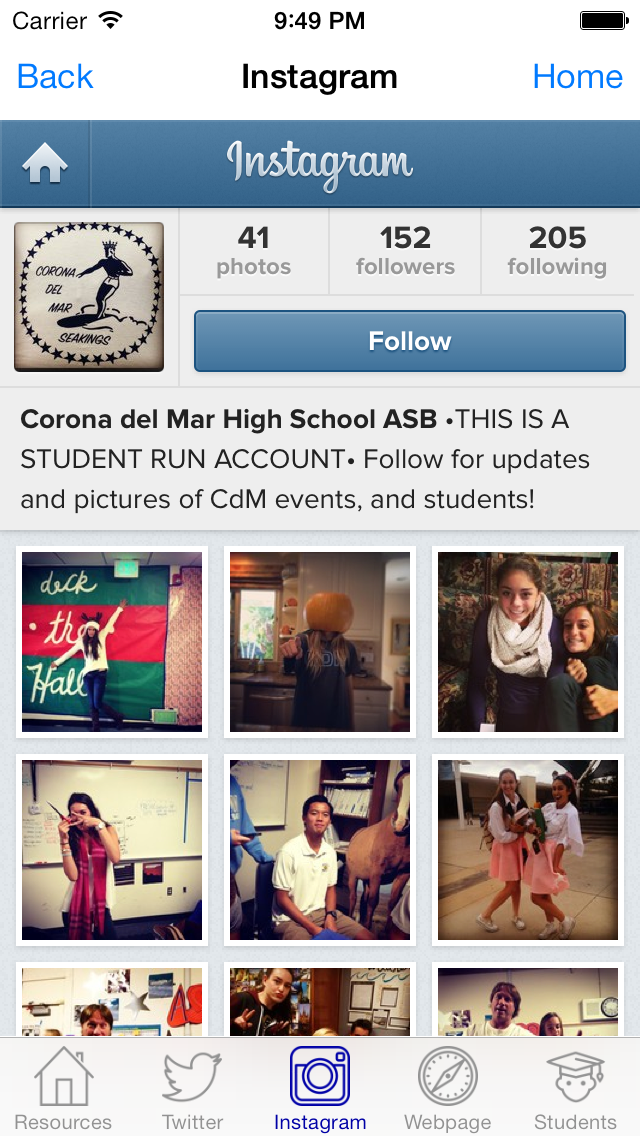 Carrier 9:49 PM
Back Instagram Home
Instagram
41 152 205
photos followers following
CORONA
DEL
MAR
SEAKINGS
Follow
Corona del Mar High School ASB •THIS IS A
STUDENT RUN ACCOUNT• Follow for updates
and pictures of CdM events, and students!
deck
the
Hall
Resources Twitter Instagram Webpage Students